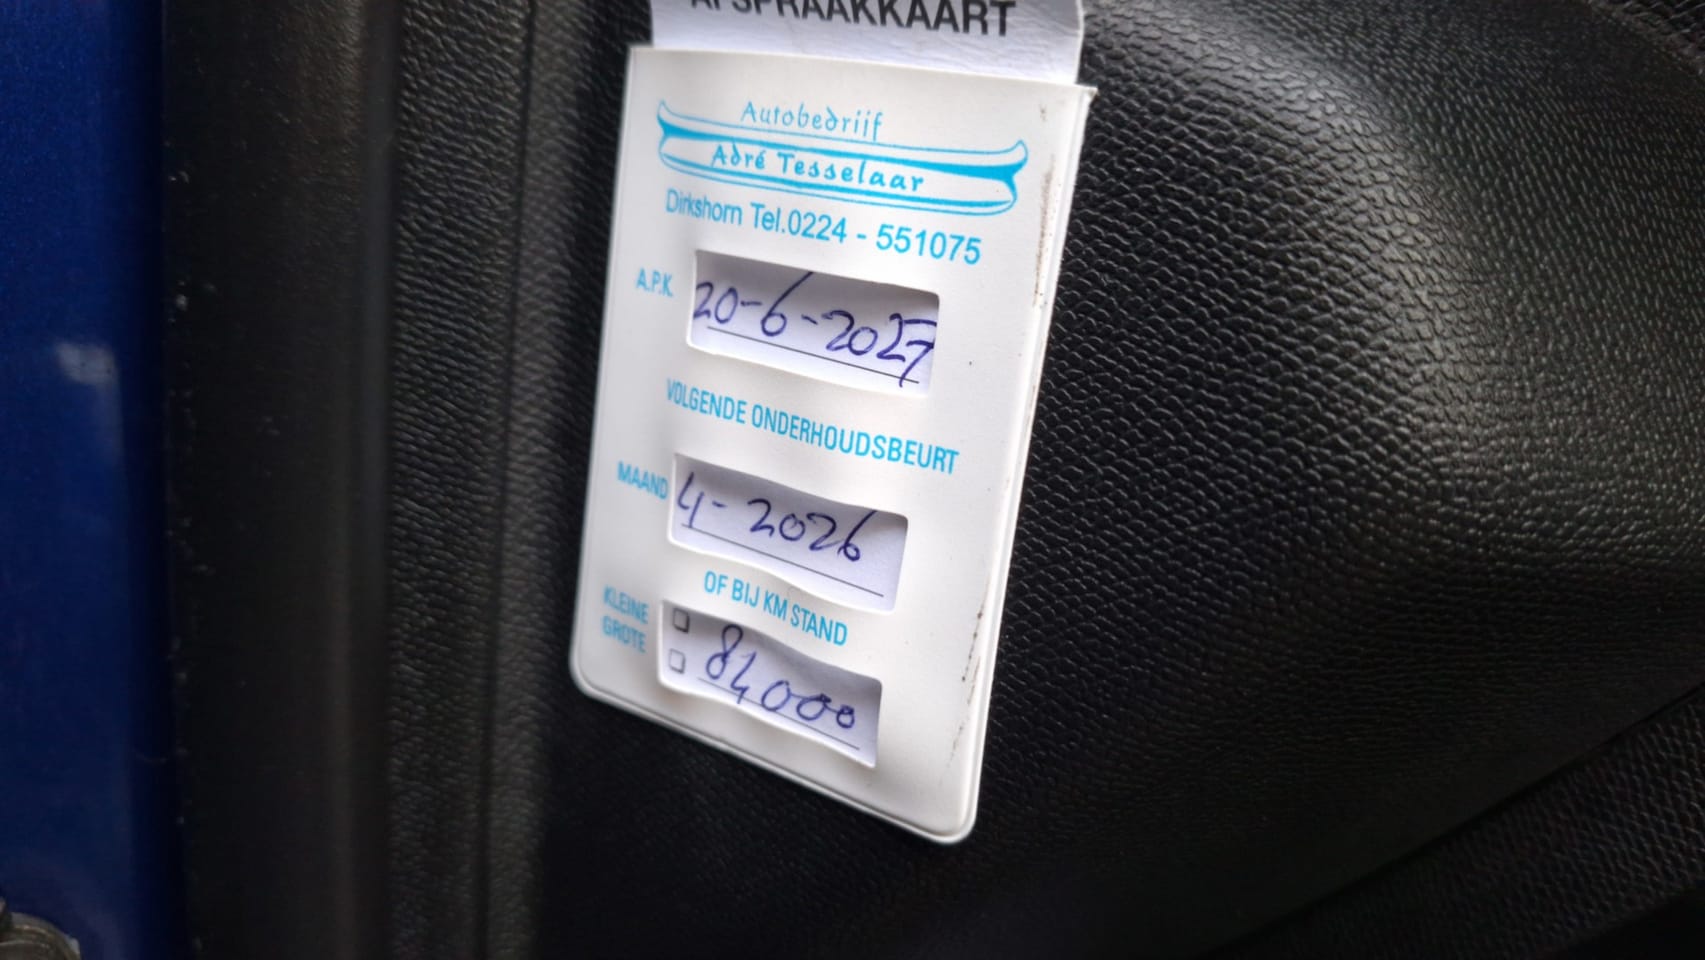 AFSPRAAKKAART
Autobedrijf
Adré Tesselaar
Dirkshorn Tel.0224 - 551075
A.P.K. 20-6-2027
VOLGENDE ONDERHOUDSBEURT
MAAND 4-2026
OF BIJ KM STAND
KLEINE
GROTE 84000